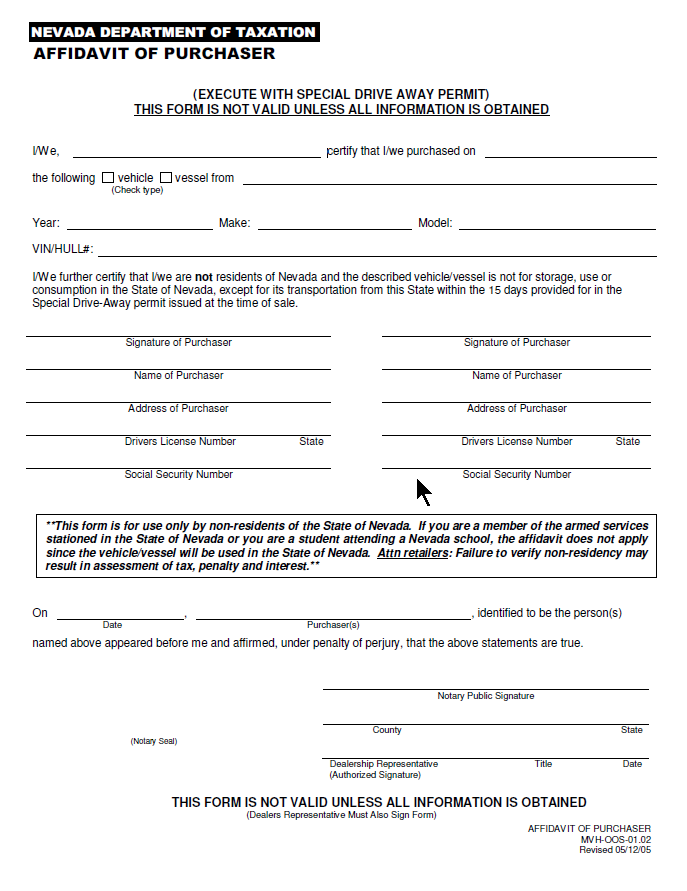 NEVADA DEPARTMENT OF TAXATION
AFFIDAVIT OF PURCHASER
(EXECUTE WITH SPECIAL DRIVE AWAY PERMIT)
THIS FORM IS NOT VALID UNLESS ALL INFORMATION IS OBTAINED
I/We, certify that I/we purchased on
the following vehicle vessel from
(Check type)
Year: Make: Model:
VIN/HULL#:
I/We further certify that I/we are not residents of Nevada and the described vehicle/vessel is not for storage, use or
consumption in the State of Nevada, except for its transportation from this State within the 15 days provided for in the
Special Drive-Away permit issued at the time of sale.
Signature of Purchaser Signature of Purchaser
Name of Purchaser Name of Purchaser
Address of Purchaser Address of Purchaser
Drivers License Number State Drivers License Number State
Social Security Number Social Security Number
**This form is for use only by non-residents of the State of Nevada. If you are a member of the armed services
stationed in the State of Nevada or you are a student attending a Nevada school, the affidavit does not apply
since the vehicle/vessel will be used in the State of Nevada. Attn retailers: Failure to verify non-residency may
result in assessment of tax, penalty and interest.**
On , , identified to be the person(s)
Date Purchaser(s)
named above appeared before me and affirmed, under penalty of perjury, that the above statements are true.
Notary Public Signature
County State
(Notary Seal)
Dealership Representative Title Date
(Authorized Signature)
THIS FORM IS NOT VALID UNLESS ALL INFORMATION IS OBTAINED
(Dealers Representative Must Also Sign Form)
AFFIDAVIT OF PURCHASER
MVH-OOS-01.02
Revised 05/12/05